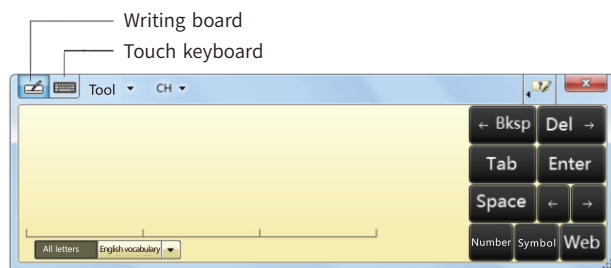 Writing board
Touch keyboard
Tool CH
← Bksp Del →
Tab Enter
Space ← →
Number Symbol Web
All letters English vocabulary